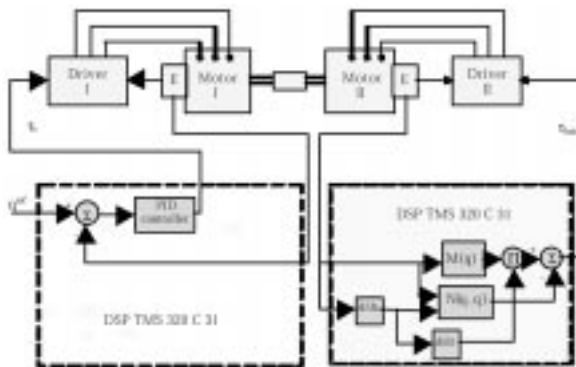 Driver
I
E
Motor
I
Motor
II
E
Driver
II
PID
controller
Σ
DSP TMS 320 C 31
DSP TMS 320 C 31
M(q)
Π
Σ
N(q, q)